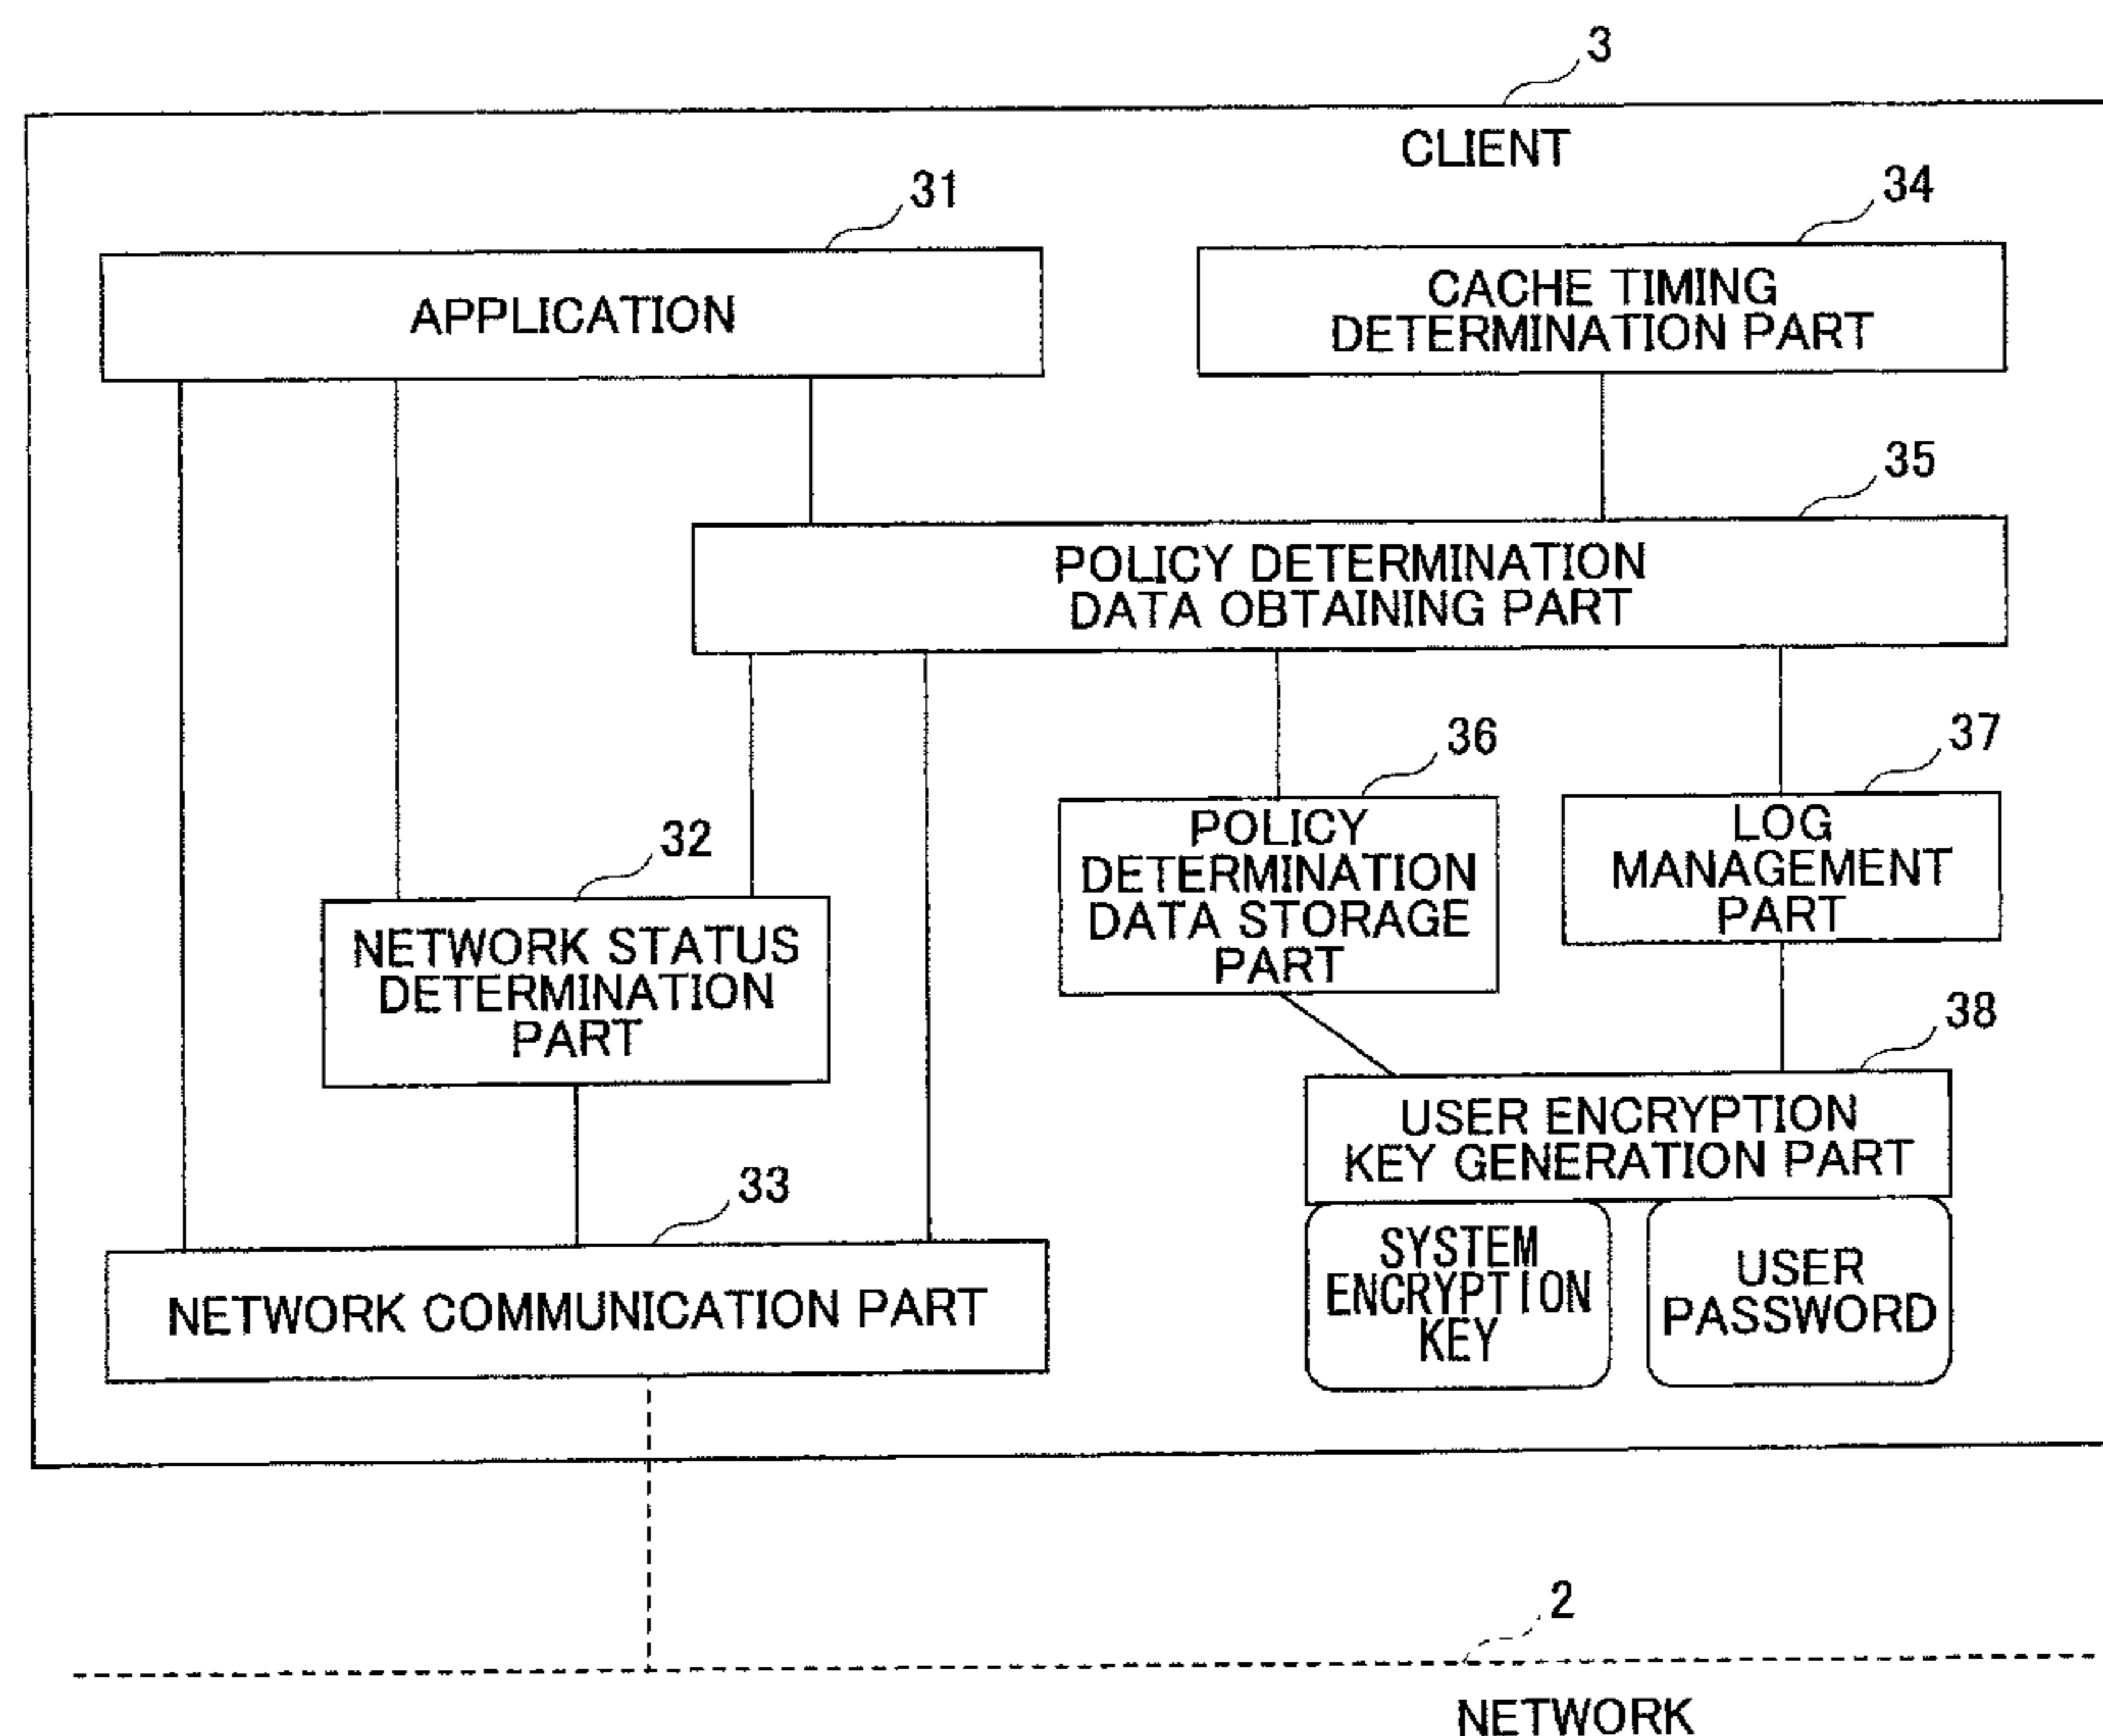 3
CLIENT
31
34
APPLICATION
CACHE TIMING
DETERMINATION PART
35
POLICY DETERMINATION
DATA OBTAINING PART
36
37
POLICY
DETERMINATION
DATA STORAGE
PART
LOG
MANAGEMENT
PART
32
NETWORK STATUS
DETERMINATION
PART
38
USER ENCRYPTION
KEY GENERATION PART
33
NETWORK COMMUNICATION PART
SYSTEM
ENCRYPTION
KEY
USER
PASSWORD
2
NETWORK